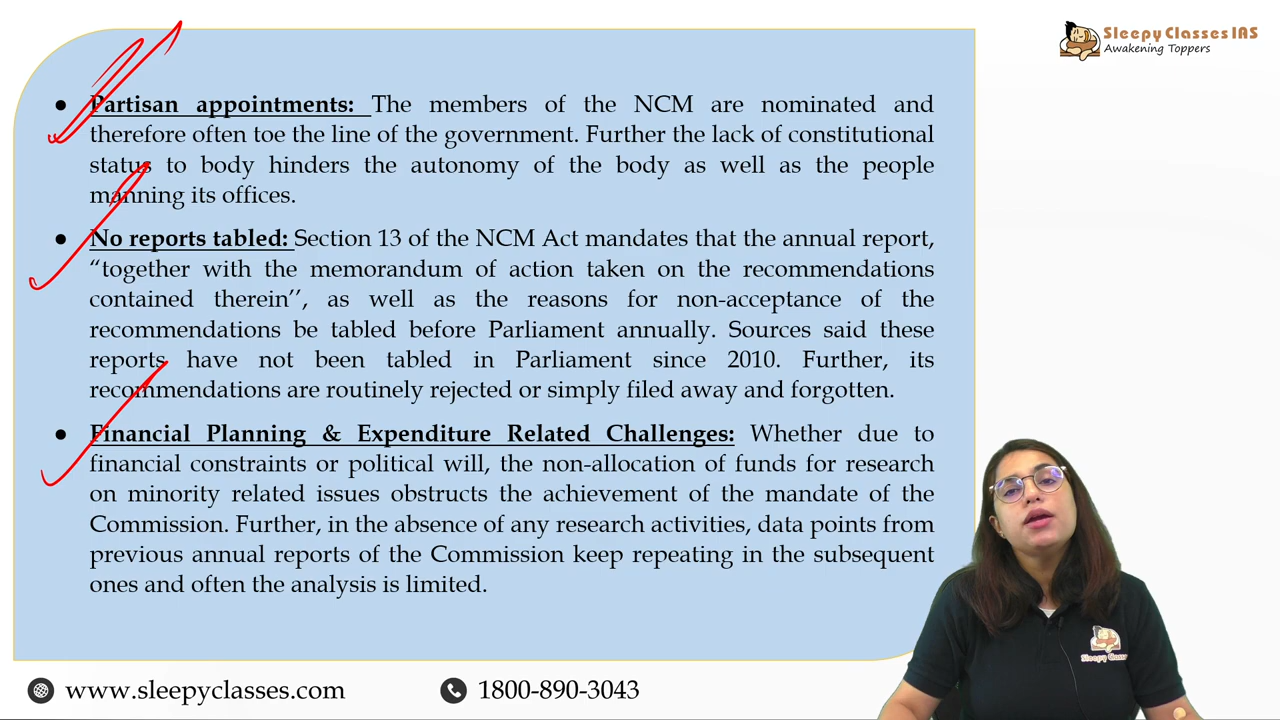 Sleepy Classes IAS
Awakening Toppers
● Partisan appointments: The members of the NCM are nominated and
therefore often toe the line of the government. Further the lack of constitutional
status to body hinders the autonomy of the body as well as the people
manning its offices.
● No reports tabled: Section 13 of the NCM Act mandates that the annual report,
“together with the memorandum of action taken on the recommendations
contained therein’’, as well as the reasons for non-acceptance of the
recommendations be tabled before Parliament annually. Sources said these
reports have not been tabled in Parliament since 2010. Further, its
recommendations are routinely rejected or simply filed away and forgotten.
● Financial Planning & Expenditure Related Challenges: Whether due to
financial constraints or political will, the non-allocation of funds for research
on minority related issues obstructs the achievement of the mandate of the
Commission. Further, in the absence of any research activities, data points from
previous annual reports of the Commission keep repeating in the subsequent
ones and often the analysis is limited.
Sleepy Classes
www.sleepyclasses.com
1800-890-3043